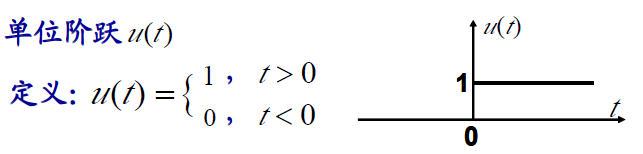 单位阶跃 u(t)
定义: u(t) = { 1 , t > 0
0 , t < 0
u(t)
1
t
0